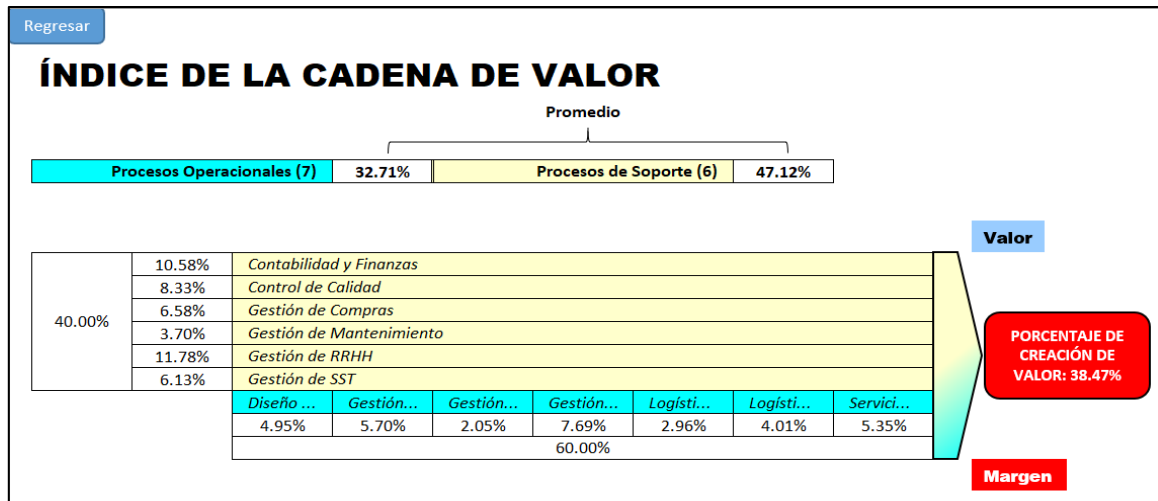 Regresar
ÍNDICE DE LA CADENA DE VALOR
Promedio
Procesos Operacionales (7) 32.71% Procesos de Soporte (6) 47.12%
Valor
40.00%
10.58% Contabilidad y Finanzas
8.33% Control de Calidad
6.58% Gestión de Compras
3.70% Gestión de Mantenimiento
11.78% Gestión de RRHH
6.13% Gestión de SST
PORCENTAJE DE
CREACIÓN DE
VALOR: 38.47%
Diseño ... Gestión... Gestión... Gestión... Logísti... Logísti... Servici...
4.95% 5.70% 2.05% 7.69% 2.96% 4.01% 5.35%
60.00%
Margen